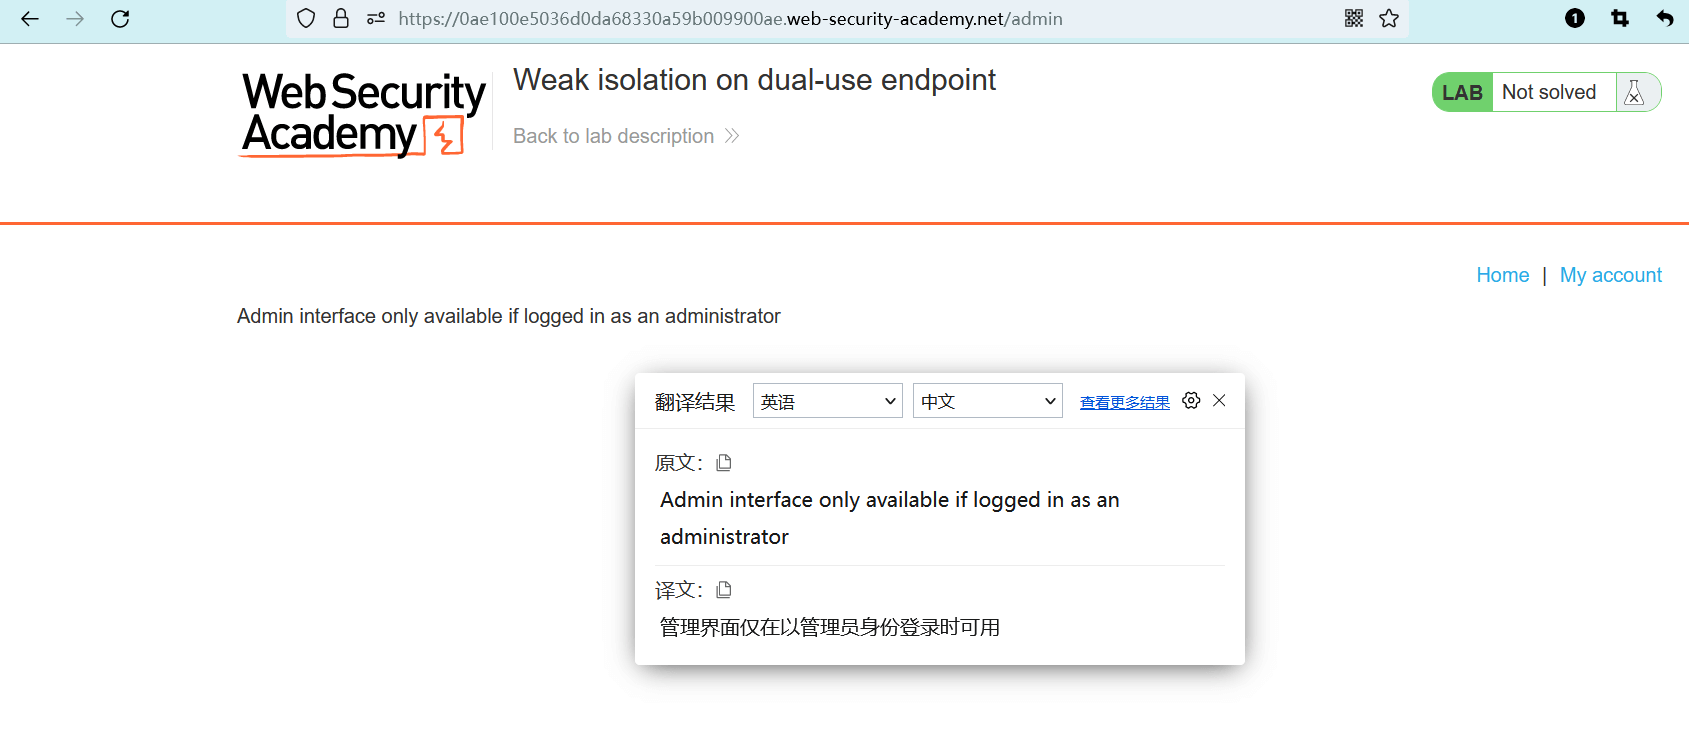 https://0ae100e5036d0da68330a59b009900ae.web-security-academy.net/admin
1
Web Security
Academy
Weak isolation on dual-use endpoint
Back to lab description
LAB Not solved
Home | My account
Admin interface only available if logged in as an administrator
翻译结果 英语 中文 查看更多结果
原文：
Admin interface only available if logged in as an
administrator
译文：
管理界面仅在以管理员身份登录时可用